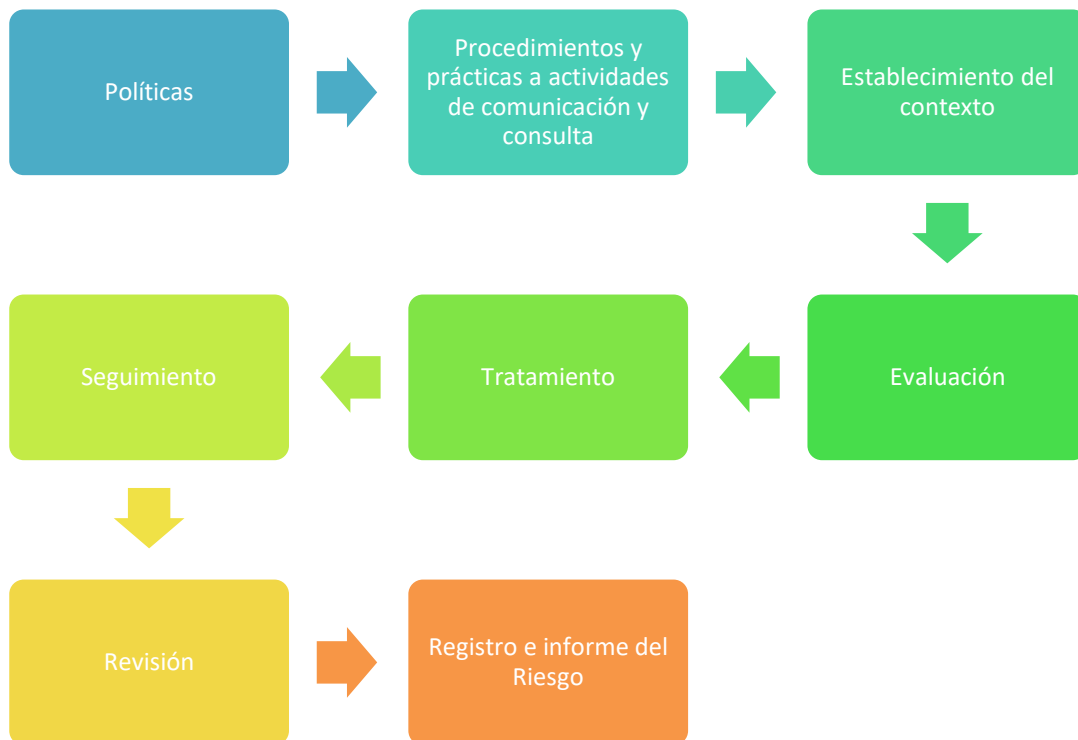 Políticas
Procedimientos y
prácticas a actividades
de comunicación y
consulta
Establecimiento del
contexto
Evaluación
Tratamiento
Seguimiento
Revisión
Registro e informe del
Riesgo